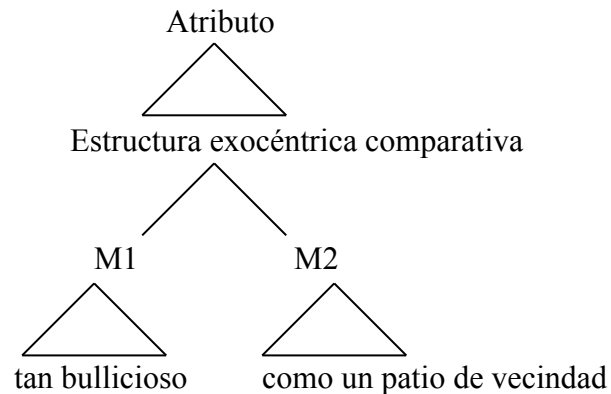 Atributo
Estructura exocéntrica comparativa
M1 M2
tan bullicioso como un patio de vecindad